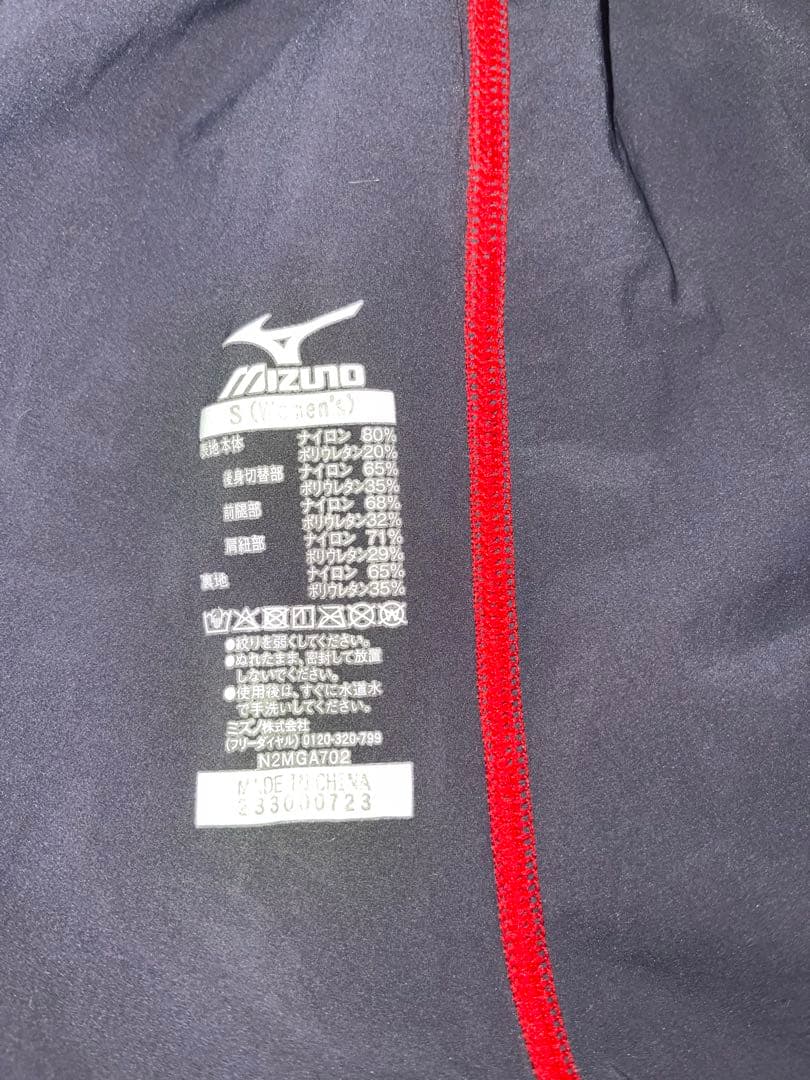 MIZUNO
S (Women's)
表地本体 ナイロン 80%
ポリウレタン20%
後身切替部 ナイロン 65%
ポリウレタン35%
前腿部 ナイロン 68%
ポリウレタン32%
肩紐部 ナイロン 71%
ポリウレタン29%
裏地 ナイロン 65%
ポリウレタン35%
●絞りを弱くしてください。
●ぬれたまま、密封して放置
しないでください。
●使用後は、すぐに水道水
で手洗いしてください。
ミズノ株式会社
(フリーダイヤル) 0120-320-799
N2MGA702
MADE IN CHINA
233000723